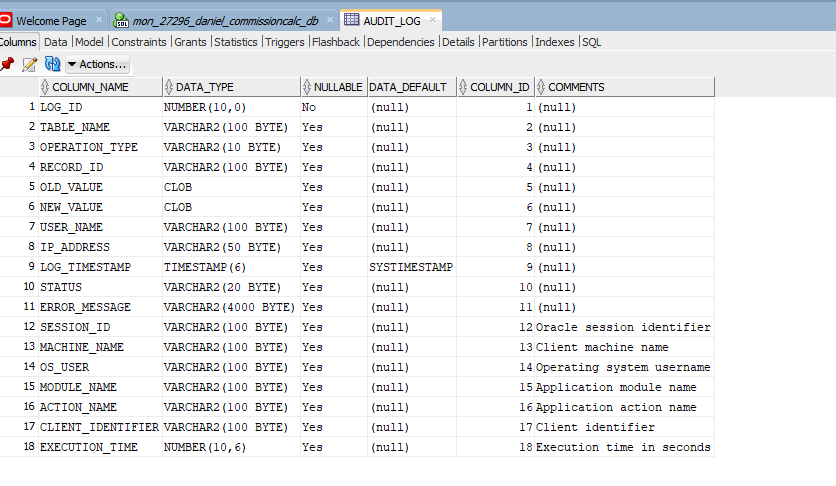 Welcome Page mon_27296_daniel_commissioncalc_db AUDIT_LOG
Columns Data Model Constraints Grants Statistics Triggers Flashback Dependencies Details Partitions Indexes SQL
Actions...
COLUMN_NAME DATA_TYPE NULLABLE DATA_DEFAULT COLUMN_ID COMMENTS
1 LOG_ID NUMBER(10,0) No (null) 1 (null)
2 TABLE_NAME VARCHAR2(100 BYTE) Yes (null) 2 (null)
3 OPERATION_TYPE VARCHAR2(10 BYTE) Yes (null) 3 (null)
4 RECORD_ID VARCHAR2(100 BYTE) Yes (null) 4 (null)
5 OLD_VALUE CLOB Yes (null) 5 (null)
6 NEW_VALUE CLOB Yes (null) 6 (null)
7 USER_NAME VARCHAR2(100 BYTE) Yes (null) 7 (null)
8 IP_ADDRESS VARCHAR2(50 BYTE) Yes (null) 8 (null)
9 LOG_TIMESTAMP TIMESTAMP(6) Yes SYSTIMESTAMP 9 (null)
10 STATUS VARCHAR2(20 BYTE) Yes (null) 10 (null)
11 ERROR_MESSAGE VARCHAR2(4000 BYTE) Yes (null) 11 (null)
12 SESSION_ID VARCHAR2(100 BYTE) Yes (null) 12 Oracle session identifier
13 MACHINE_NAME VARCHAR2(100 BYTE) Yes (null) 13 Client machine name
14 OS_USER VARCHAR2(100 BYTE) Yes (null) 14 Operating system username
15 MODULE_NAME VARCHAR2(100 BYTE) Yes (null) 15 Application module name
16 ACTION_NAME VARCHAR2(100 BYTE) Yes (null) 16 Application action name
17 CLIENT_IDENTIFIER VARCHAR2(100 BYTE) Yes (null) 17 Client identifier
18 EXECUTION_TIME NUMBER(10,6) Yes (null) 18 Execution time in seconds